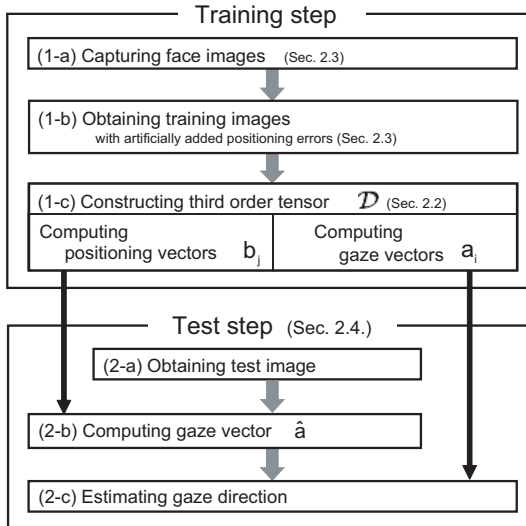 Training step
(1-a) Capturing face images (Sec. 2.3)
(1-b) Obtaining training images
with artificially added positioning errors (Sec. 2.3)
(1-c) Constructing third order tensor 𝒟 (Sec. 2.2)
Computing
positioning vectors b_j
Computing
gaze vectors a_i
Test step (Sec. 2.4.)
(2-a) Obtaining test image
(2-b) Computing gaze vector â
(2-c) Estimating gaze direction